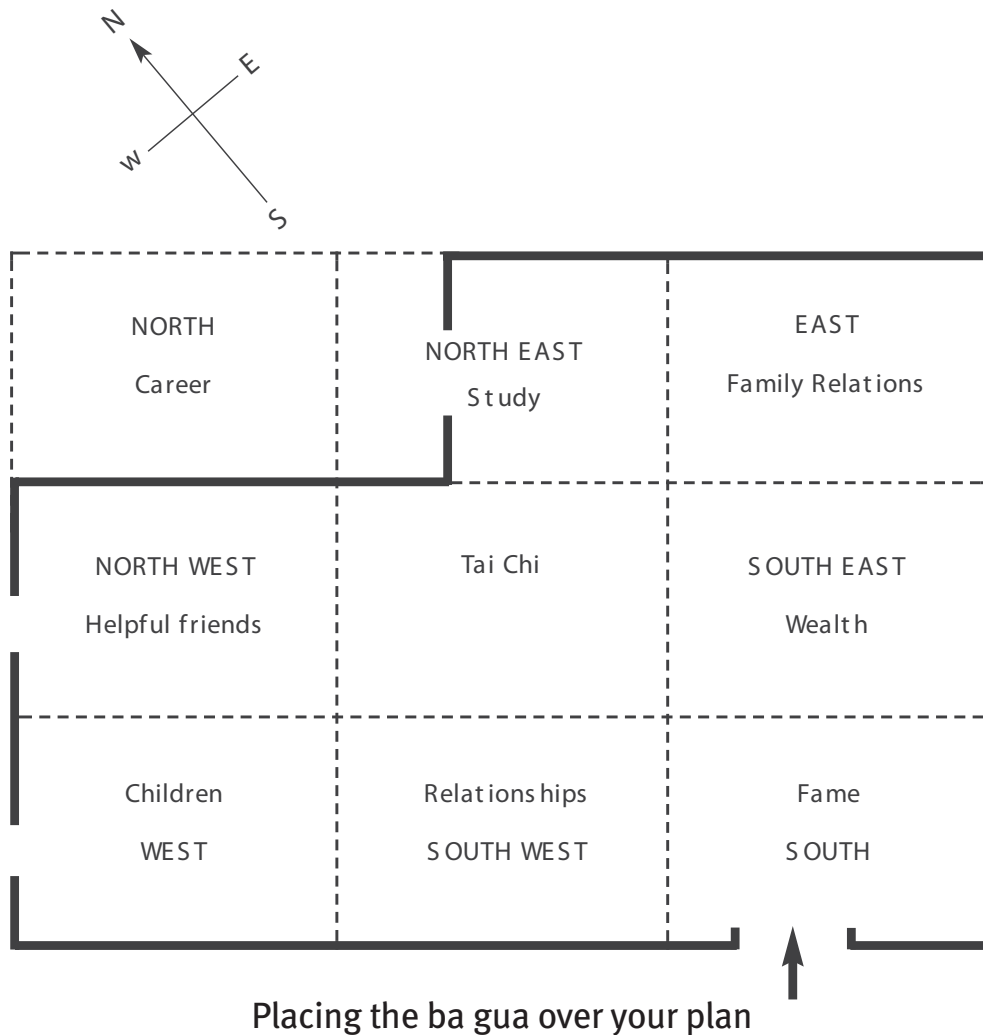 N
E
W
S
NORTH
Career
NORTH EAST
Study
EAST
Family Relations
NORTH WEST
Helpful friends
Tai Chi
SOUTH EAST
Wealth
Children
WEST
Relationships
SOUTH WEST
Fame
SOUTH
Placing the ba gua over your plan